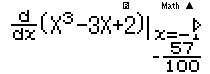 R Math ▲
d/dx(X³-3X+2)|x=-57/100